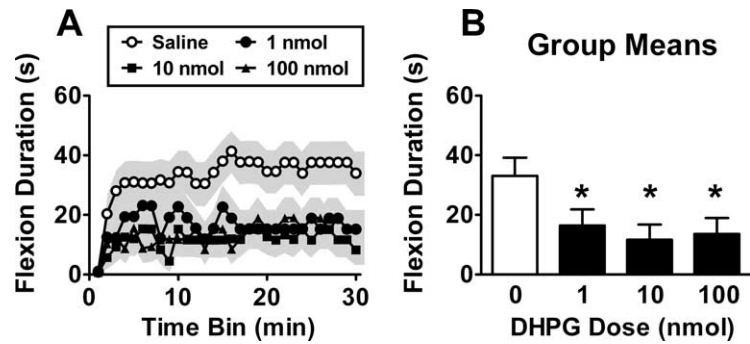 A
Saline 1 nmol
10 nmol 100 nmol
Flexion Duration (s)
60
40
20
0
0 10 20 30
Time Bin (min)
B
Group Means
Flexion Duration (s)
60
40
20
0
* * *
0 1 10 100
DHPG Dose (nmol)